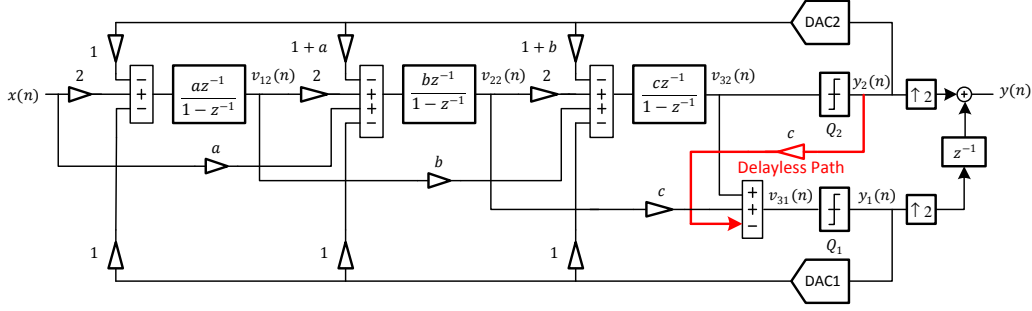 DAC2
1
1 + a
1 + b
x(n)
2
−
−
−
az⁻¹
1 − z⁻¹
v₁₂(n)
2
−
+
+
−
bz⁻¹
1 − z⁻¹
v₂₂(n)
2
−
+
+
−
cz⁻¹
1 − z⁻¹
v₃₂(n)
Q₂
y₂(n)
↑ 2
+
y(n)
c
Delayless Path
z⁻¹
a
b
c
+
+
−
v₃₁(n)
Q₁
y₁(n)
↑ 2
1
1
1
DAC1